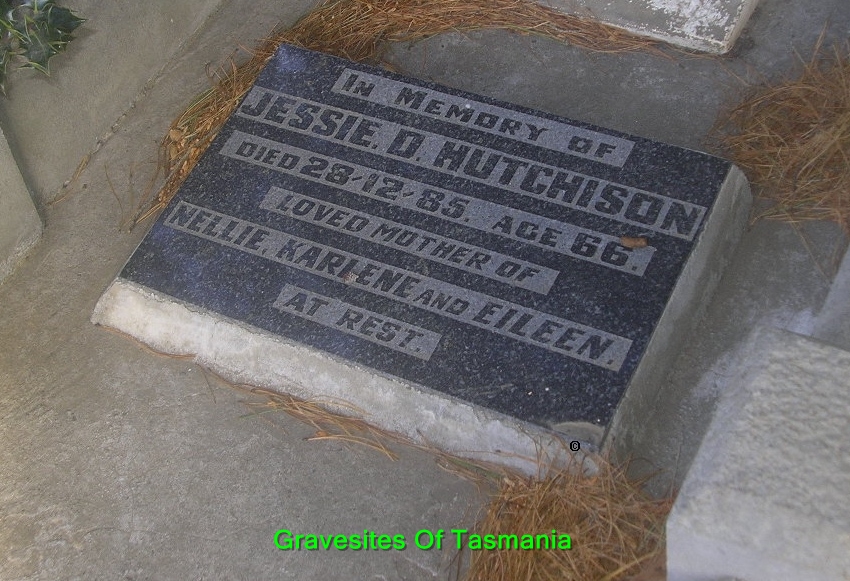 IN MEMORY OF
JESSIE. D. HUTCHISON
DIED 28-12-85. AGE 66.
LOVED MOTHER OF
NELLIE KARLENE AND EILEEN.
AT REST.
©
Gravesites Of Tasmania